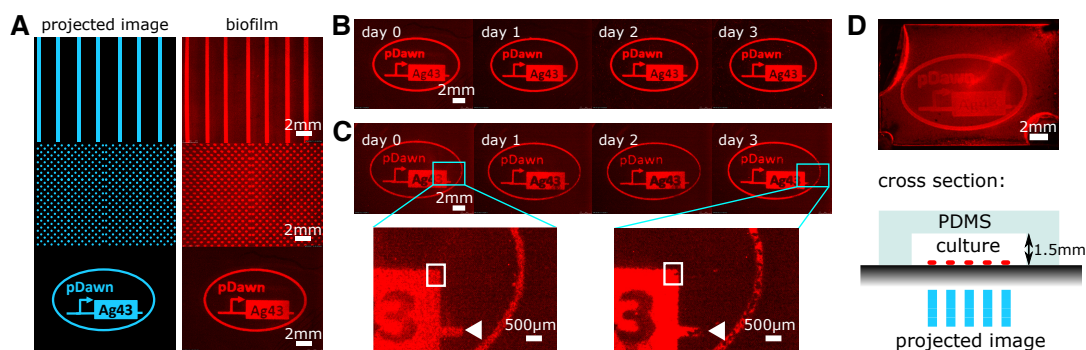 A
projected image
biofilm
2mm
2mm
pDawn
Ag43
2mm
B
day 0
day 1
day 2
day 3
pDawn
Ag43
pDawn
Ag43
pDawn
Ag43
pDawn
Ag43
2mm
C
day 0
day 1
day 2
day 3
pDawn
Ag43
pDawn
Ag43
pDawn
Ag43
pDawn
Ag43
2mm
3
500μm
3
500μm
D
pDawn
2mm
cross section:
PDMS
culture
1.5mm
projected image